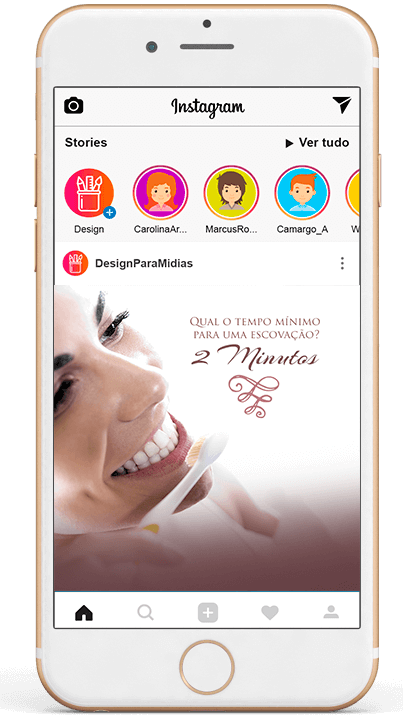 Instagram
Stories
Ver tudo
Design
CarolinaAr...
MarcusRo...
Camargo_A
W
DesignParaMidias
QUAL O TEMPO MÍNIMO
PARA UMA ESCOVAÇÃO?
2 Minutos